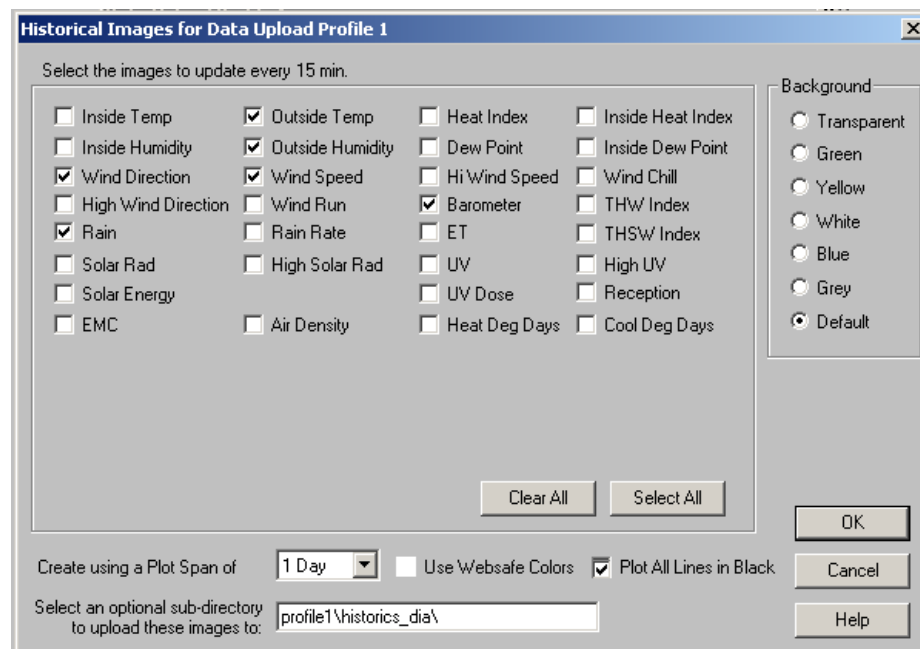 Historical Images for Data Upload Profile 1
Select the images to update every 15 min.
Inside Temp Outside Temp Heat Index Inside Heat Index
Inside Humidity Outside Humidity Dew Point Inside Dew Point
Wind Direction Wind Speed Hi Wind Speed Wind Chill
High Wind Direction Wind Run Barometer THW Index
Rain Rain Rate ET THSW Index
Solar Rad High Solar Rad UV High UV
Solar Energy UV Dose Reception
EMC Air Density Heat Deg Days Cool Deg Days
Clear All Select All
Background
Transparent
Green
Yellow
White
Blue
Grey
Default
Create using a Plot Span of 1 Day Use Websafe Colors Plot All Lines in Black
Select an optional sub-directory
to upload these images to: profile1\historics_dia\
OK
Cancel
Help